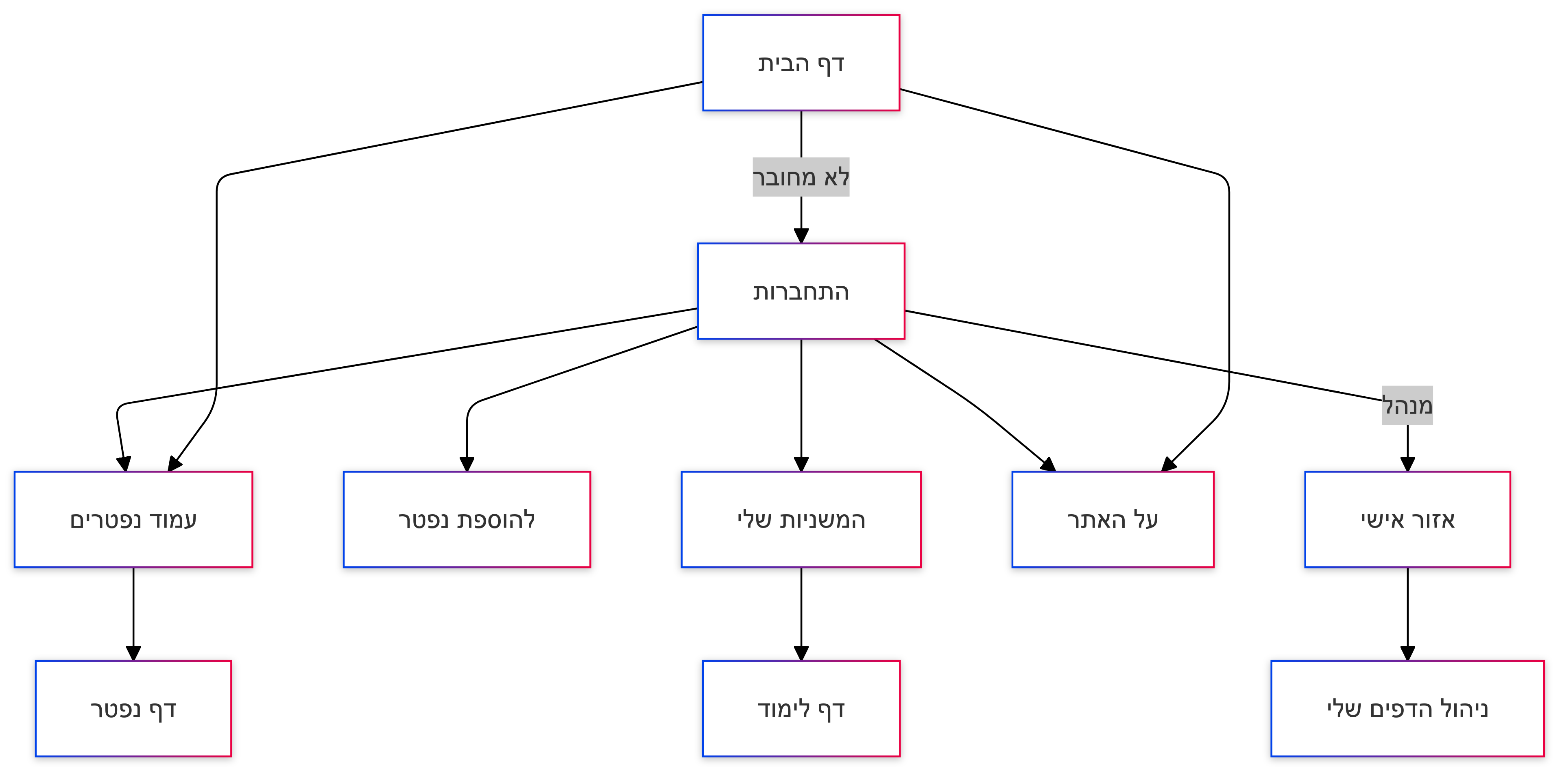 דף הבית
לא מחובר
התחברות
מנהל
עמוד נפטרים
להוספת נפטר
המשניות שלי
על האתר
אזור אישי
דף נפטר
דף לימוד
ניהול הדפים שלי